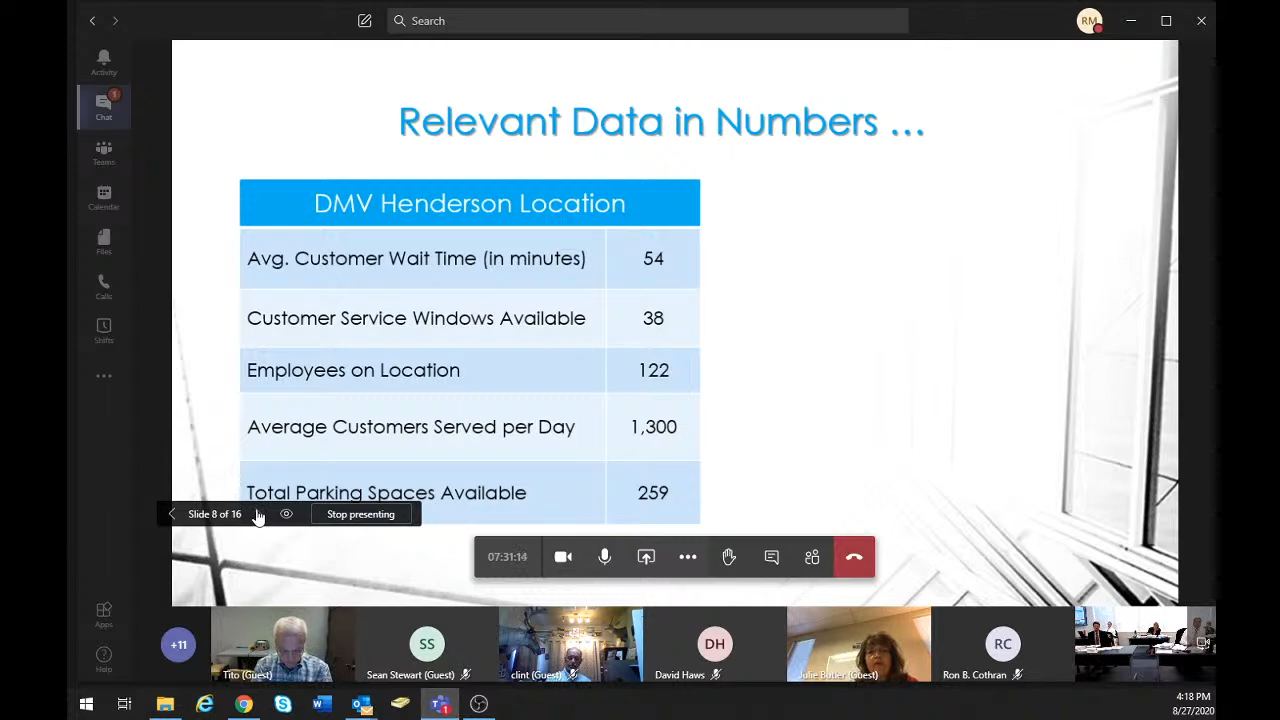 Search
RM
Activity
1
Chat
Teams
Calendar
Files
Calls
Shifts
Apps
Help
Relevant Data in Numbers ...
DMV Henderson Location
Avg. Customer Wait Time (in minutes) 54
Customer Service Windows Available 38
Employees on Location 122
Average Customers Served per Day 1,300
Total Parking Spaces Available 259
Slide 8 of 16
Stop presenting
07:31:14
+11
Tito (Guest)
SS
Sean Stewart (Guest)
clint (Guest)
DH
David Haws
Julie Butler (Guest)
RC
Ron B. Cothran
4:18 PM
8/27/2020